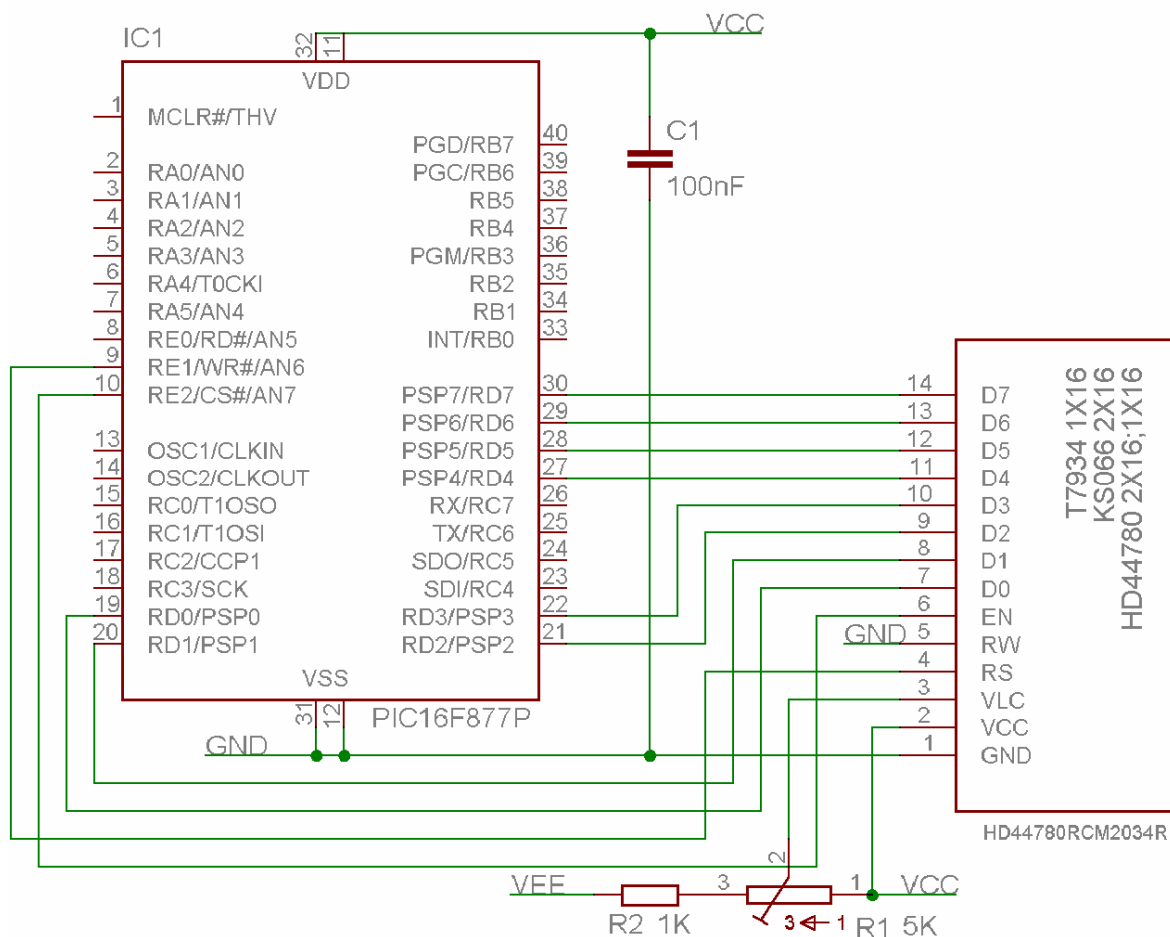 IC1
32
11
VCC
VDD
1
MCLR#/THV
2
RA0/AN0
3
RA1/AN1
4
RA2/AN2
5
RA3/AN3
6
RA4/T0CKI
7
RA5/AN4
8
RE0/RD#/AN5
9
RE1/WR#/AN6
10
RE2/CS#/AN7
13
OSC1/CLKIN
14
OSC2/CLKOUT
15
RC0/T1OSO
16
RC1/T1OSI
17
RC2/CCP1
18
RC3/SCK
19
RD0/PSP0
20
RD1/PSP1
PGD/RB7
40
PGC/RB6
39
RB5
38
RB4
37
PGM/RB3
36
RB2
35
RB1
34
INT/RB0
33
PSP7/RD7
30
PSP6/RD6
29
PSP5/RD5
28
PSP4/RD4
27
RX/RC7
26
TX/RC6
25
SDO/RC5
24
SDI/RC4
23
RD3/PSP3
22
RD2/PSP2
21
VSS
31
12
PIC16F877P
GND
C1
100nF
14
D7
13
D6
12
D5
11
D4
10
D3
9
D2
8
D1
7
D0
6
EN
GND
5
RW
4
RS
3
VLC
2
VCC
1
GND
T7934 1X16
KS066 2X16
HD44780 2X16;1X16
HD44780RCM2034R
2
VEE
3
1
VCC
R2 1K
3
1
R1 5K